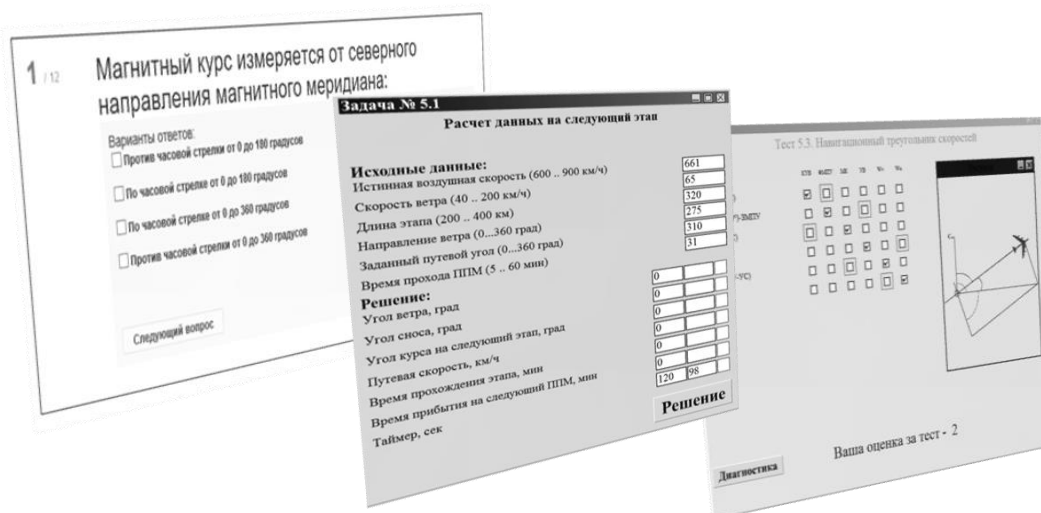 1 / 12
Магнитный курс измеряется от северного
направления магнитного меридиана:
Варианты ответов:
Против часовой стрелки от 0 до 180 градусов
По часовой стрелке от 0 до 180 градусов
По часовой стрелке от 0 до 360 градусов
Против часовой стрелки от 0 до 360 градусов
Следующий вопрос
Задача № 5.1
Расчет данных на следующий этап
Исходные данные:
Истинная воздушная скорость (600 .. 900 км/ч) 661
Скорость ветра (40 .. 200 км/ч) 65
Длина этапа (200 .. 400 км) 320
Направление ветра (0...360 град) 275
Заданный путевой угол (0...360 град) 310
Время прохода ППМ (5 .. 60 мин) 31
Решение:
Угол ветра, град 0
Угол сноса, град 0
Угол курса на следующий этап, град 0
Путевая скорость, км/ч 0
Время прохождения этапа, мин 0
Время прибытия на следующий ППМ, мин 0
Таймер, сек 120 98
Решение
Тест 5.3. Навигационный треугольник скоростей
Ваша оценка за тест - 2
Диагностика